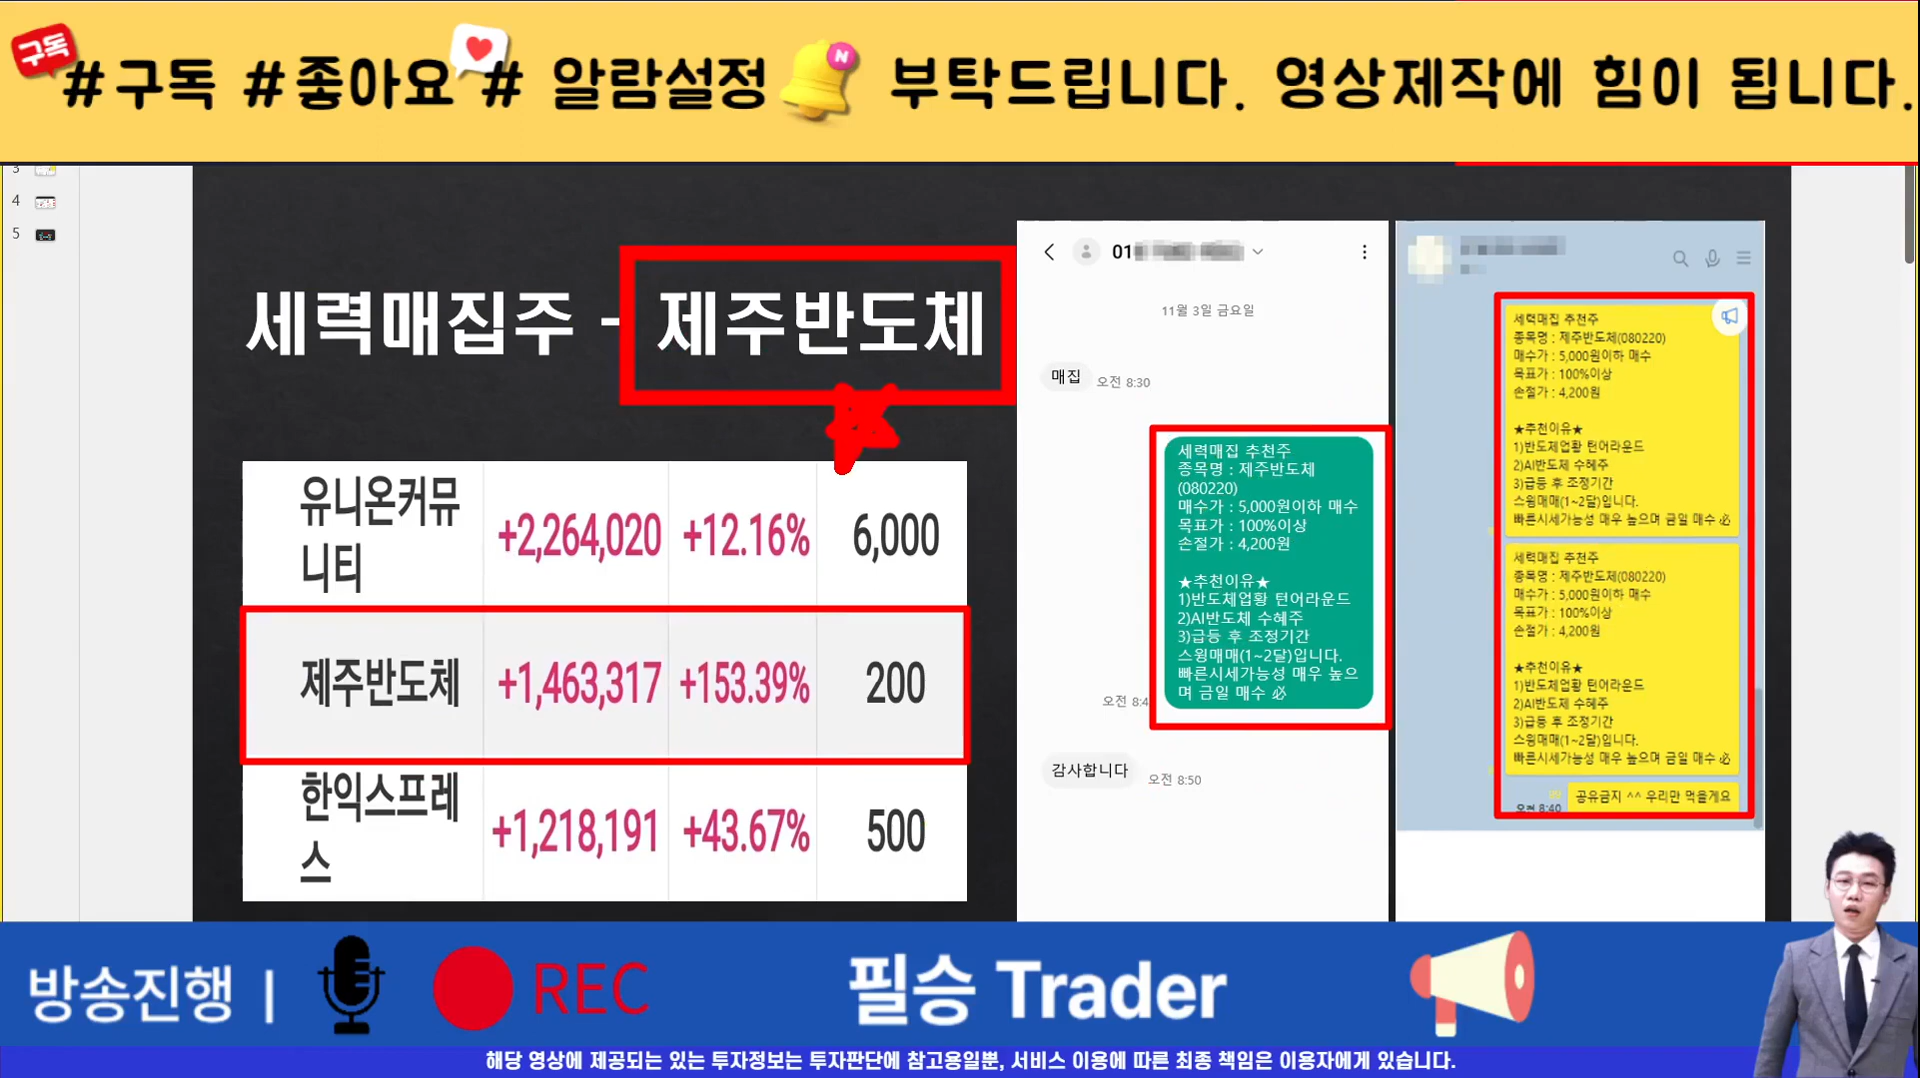 구독
#구독 #좋아요 # 알람설정 N 부탁드립니다. 영상제작에 힘이 됩니다.
3
4
5
세력매집주 - 제주반도체
유니온커뮤
니티
+2,264,020 +12.16% 6,000
제주반도체 +1,463,317 +153.39% 200
한익스프레
스
+1,218,191 +43.67% 500
01
11월 3일 금요일
매집 오전 8:30
세력매집 추천주
종목명 : 제주반도체
(080220)
매수가 : 5,000원이하 매수
목표가 : 100%이상
손절가 : 4,200원
★추천이유★
1)반도체업황 턴어라운드
2)AI반도체 수혜주
3)급등 후 조정기간
스윙매매(1~2달)입니다.
빠른시세가능성 매우 높으
며 금일 매수 必
오전 8:4
감사합니다 오전 8:50
세력매집 추천주
종목명 : 제주반도체(080220)
매수가 : 5,000원이하 매수
목표가 : 100%이상
손절가 : 4,200원
★추천이유★
1)반도체업황 턴어라운드
2)AI반도체 수혜주
3)급등 후 조정기간
스윙매매(1~2달)입니다.
빠른시세가능성 매우 높으며 금일 매수 必
세력매집 추천주
종목명 : 제주반도체(080220)
매수가 : 5,000원이하 매수
목표가 : 100%이상
손절가 : 4,200원
★추천이유★
1)반도체업황 턴어라운드
2)AI반도체 수혜주
3)급등 후 조정기간
스윙매매(1~2달)입니다.
빠른시세가능성 매우 높으며 금일 매수 必
오전 8:40 공유금지 ^^ 우리만 먹을게요
방송진행 | REC 필승 Trader
해당 영상에 제공되는 있는 투자정보는 투자판단에 참고용일뿐, 서비스 이용에 따른 최종 책임은 이용자에게 있습니다.